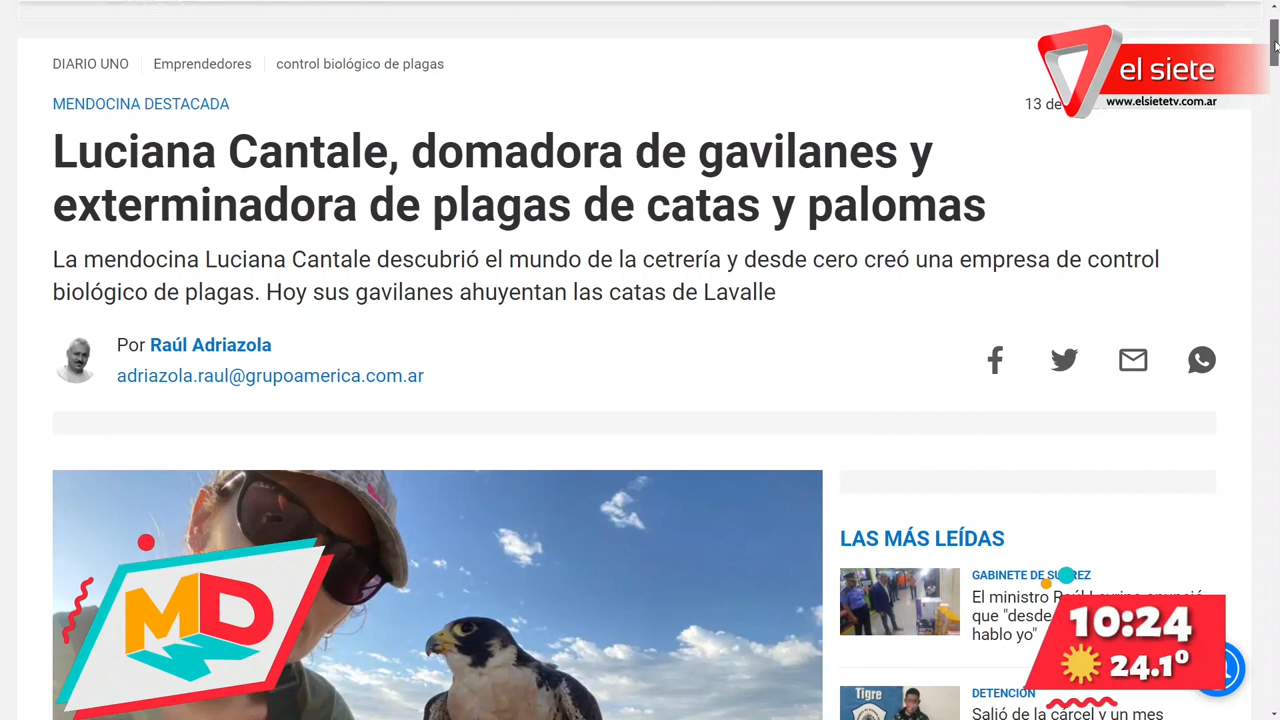 DIARIO UNO
Emprendedores
control biológico de plagas
el siete
www.elsietetv.com.ar
MENDOCINA DESTACADA
13 de
Luciana Cantale, domadora de gavilanes y
exterminadora de plagas de catas y palomas
La mendocina Luciana Cantale descubrió el mundo de la cetrería y desde cero creó una empresa de control
biológico de plagas. Hoy sus gavilanes ahuyentan las catas de Lavalle
Por Raúl Adriazola
adriazola.raul@grupoamerica.com.ar
LAS MÁS LEÍDAS
GABINETE DE SUÁREZ
El ministro Raúl
que "desde
hablo yo"
DETENCIÓN
Salió de la cárcel y un mes
Tigre
MD
10:24
24.1º